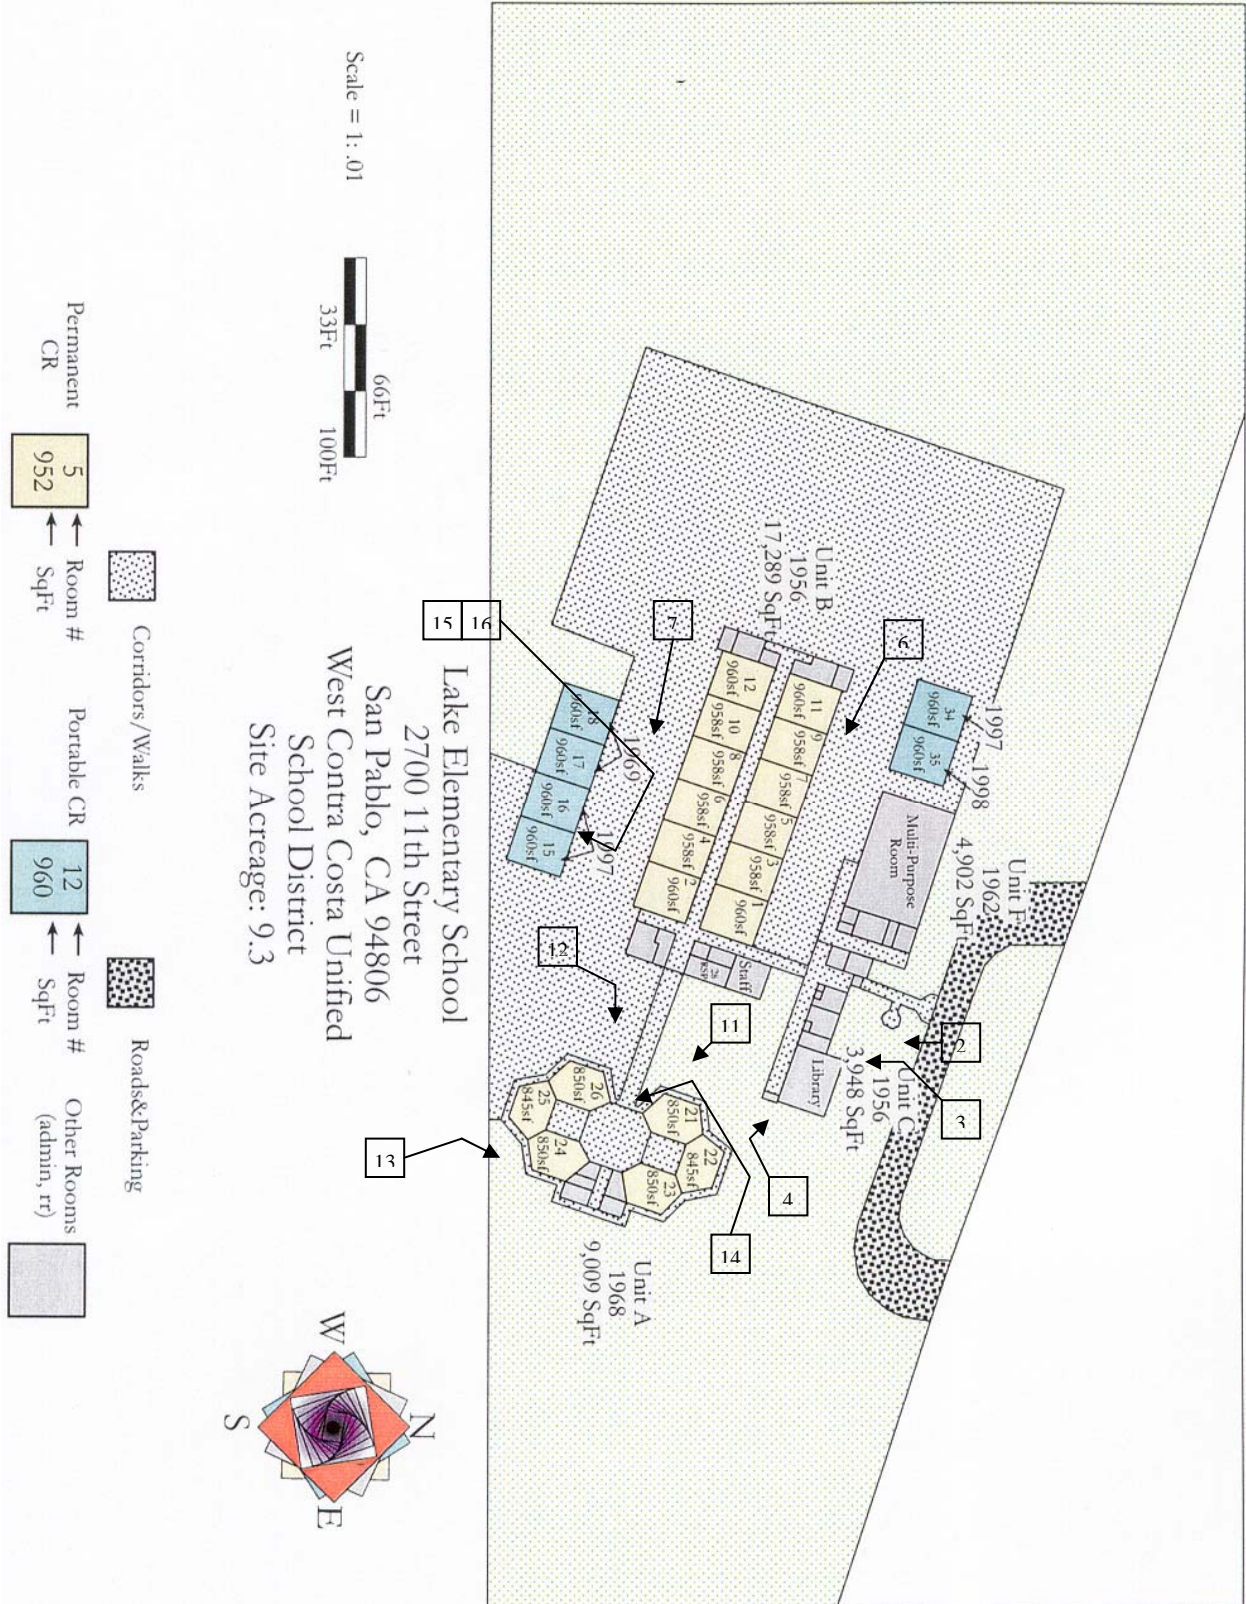 Scale = 1: .01
33Ft
66Ft
100Ft
Lake Elementary School
2700 11th Street
San Pablo, CA 94806
West Contra Costa Unified
School District
Site Acreage: 9.3
Unit B
1956
17,289 SqFt
Unit F
1962
4,902 SqFt
Unit C
1956
3,948 SqFt
Unit A
1968
9,009 SqFt
1997
1998
34
960sf
35
960sf
Multi-Purpose
Room
11
960sf
9
958sf
7
958sf
5
958sf
3
958sf
1
960sf
12
960sf
10
958sf
8
958sf
6
958sf
4
958sf
2
960sf
Staff
28
RSP
Library
18
960sf
17
960sf
16
960sf
15
960sf
1969
1997
21
850sf
22
845sf
23
850sf
24
850sf
25
845sf
26
850sf
15
16
7
6
12
11
2
3
13
4
14
Permanent
CR
5
952
Room #
SqFt
Corridors/Walks
Portable CR
12
960
Room #
SqFt
Roads&Parking
Other Rooms
(admin, rr)
N
W
E
S